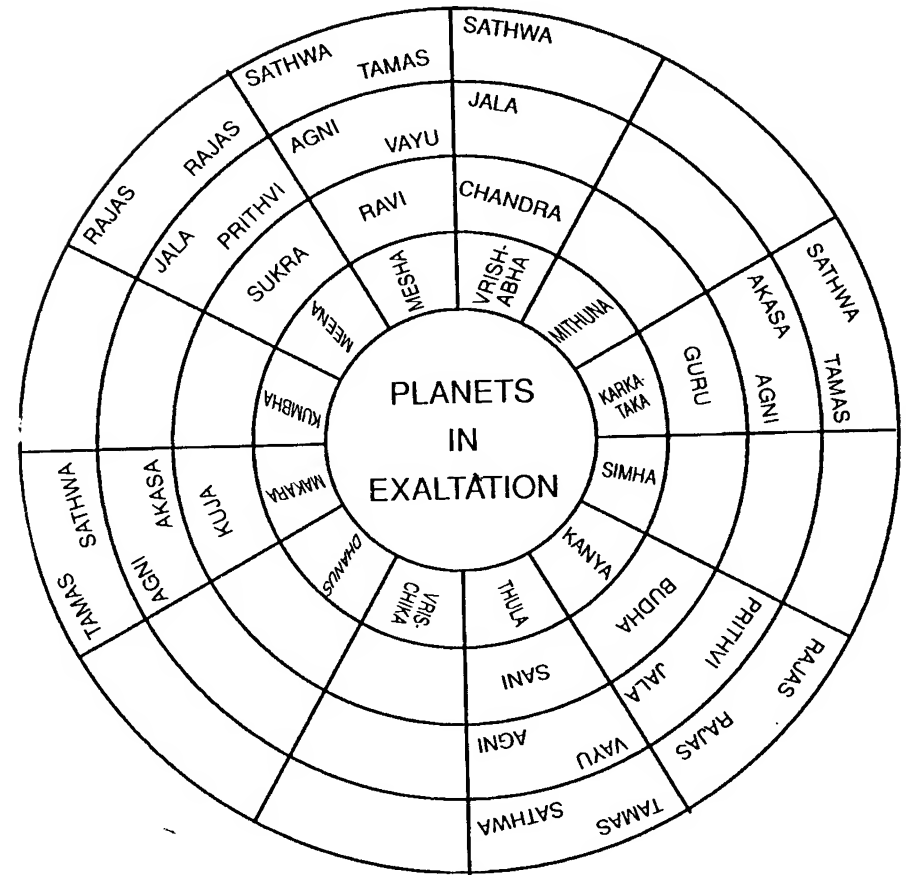 PLANETS
IN
EXALTATION
MESHA
RAVI
AGNI
VAYU
SATHWA
TAMAS
VRISH-
ABHA
CHANDRA
JALA
SATHWA
MITHUNA
KARKA-
TAKA
GURU
AKASA
AGNI
SATHWA
TAMAS
SIMHA
KANYA
BUDHA
PRITHVI
JALA
RAJAS
RAJAS
THULA
SANI
AGNI
VAYU
SATHWA
TAMAS
VRIS-
CHIKA
DHANUS
MAKARA
KUJA
AGNI
AKASA
TAMAS
SATHWA
KUMBHA
MEENA
SUKRA
JALA
PRITHVI
RAJAS
RAJAS